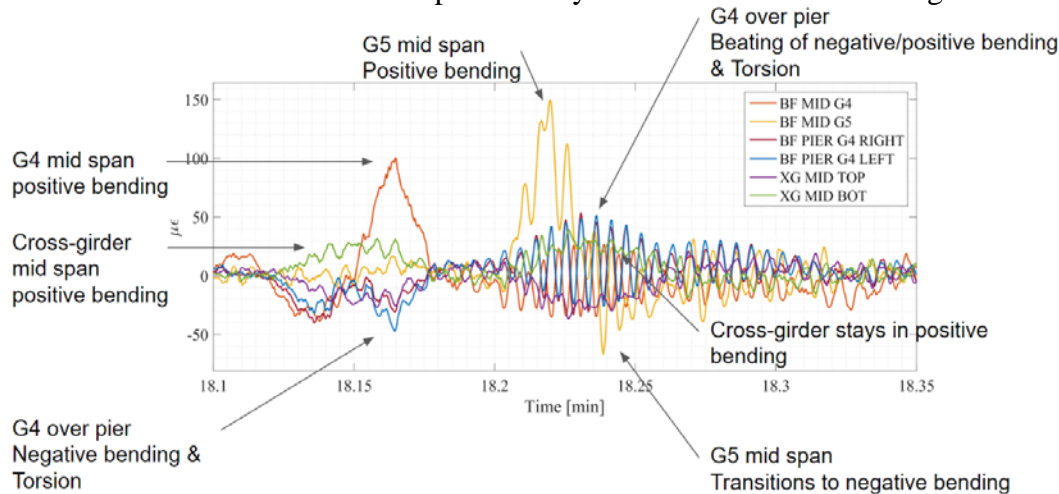 G4 over pier
Beating of negative/positive bending
& Torsion
G5 mid span
Positive bending
G4 mid span
positive bending
Cross-girder
mid span
positive bending
150
100
50
0
-50
με
BF MID G4
BF MID G5
BF PIER G4 RIGHT
BF PIER G4 LEFT
XG MID TOP
XG MID BOT
Cross-girder stays in positive
bending
18.1
18.15
18.2
18.25
18.3
18.35
Time [min]
G4 over pier
Negative bending &
Torsion
G5 mid span
Transitions to negative bending